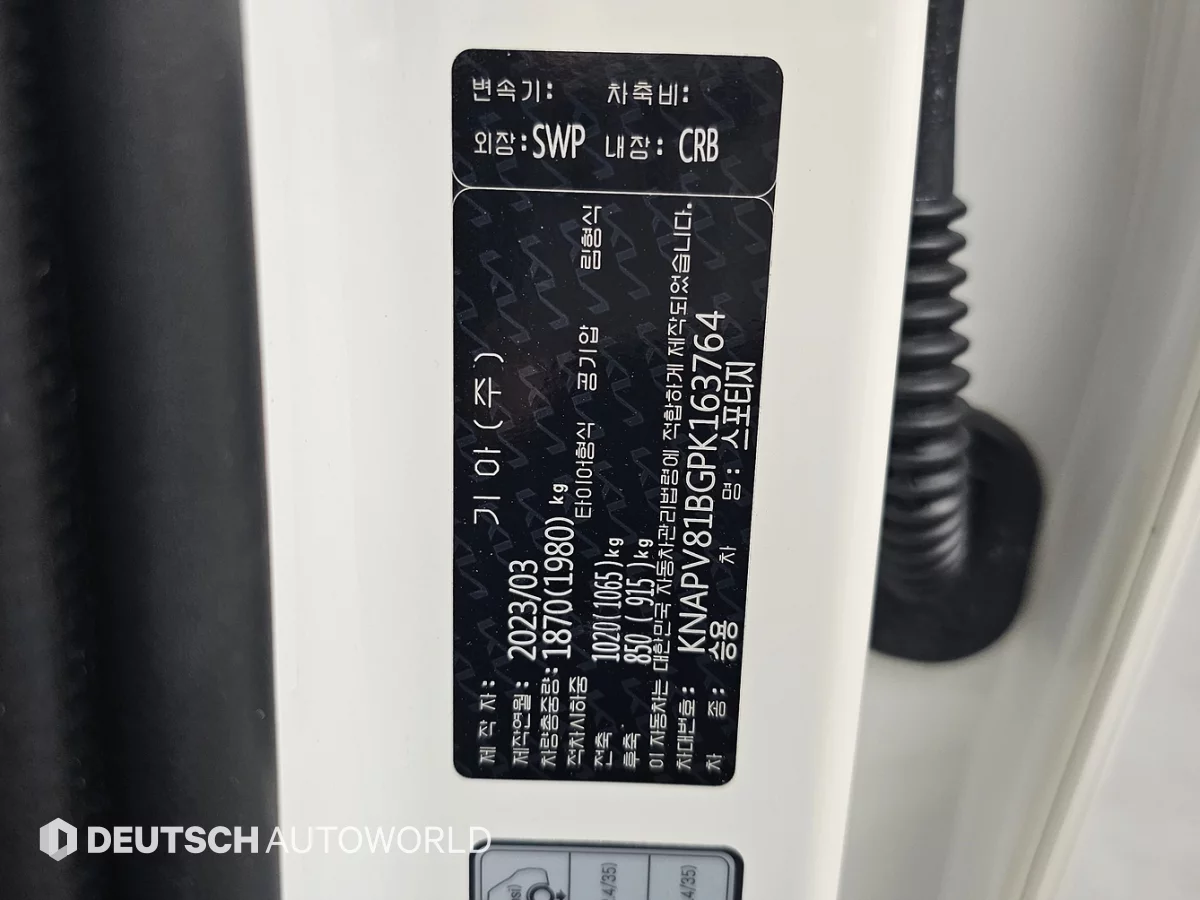 변속기: 차축비:
외장:SWP 내장: CRB
제 작 자: 기 아 (주)
제작연월: 2023/03
차량총중량: 1870(1980) kg
적차시하중 타이어형식 공기압 림형식
전축 1020(1065)kg
후축 850 ( 915 )kg
이 자동차는 대한민국 자동차관리법령에 적합하게 제작되었습니다.
차대번호: KNAPV81BGPK163764
차 종: 승용 차 명: 스포티지
DEUTSCH AUTOWORLD